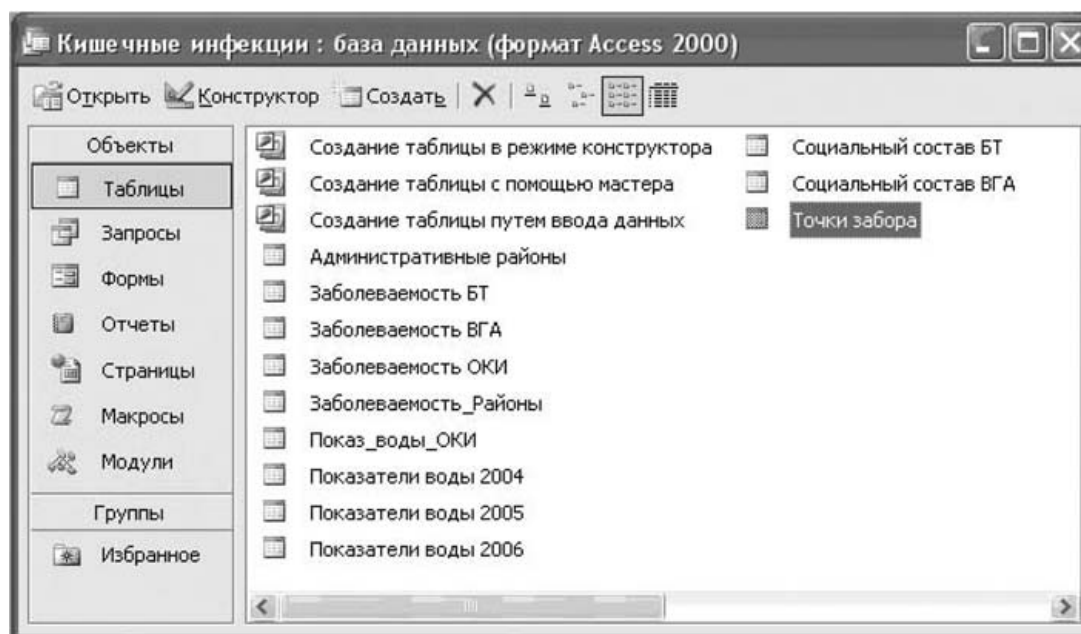 Кишечные инфекции : база данных (формат Access 2000)
Открыть Конструктор Создать
Объекты
Таблицы
Запросы
Формы
Отчеты
Страницы
Макросы
Модули
Группы
Избранное
Создание таблицы в режиме конструктора
Создание таблицы с помощью мастера
Создание таблицы путем ввода данных
Административные районы
Заболеваемость БТ
Заболеваемость ВГА
Заболеваемость ОКИ
Заболеваемость_Районы
Показ_воды_ОКИ
Показатели воды 2004
Показатели воды 2005
Показатели воды 2006
Социальный состав БТ
Социальный состав ВГА
Точки забора